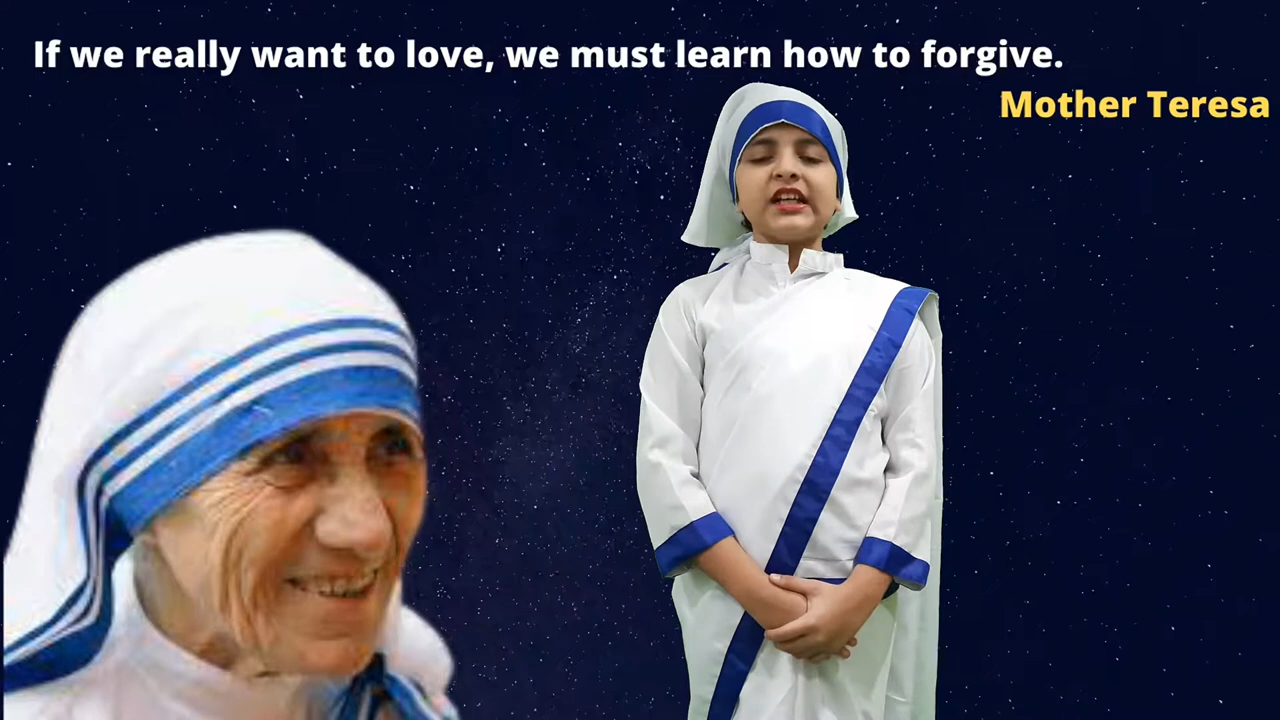 If we really want to love, we must learn how to forgive.
Mother Teresa